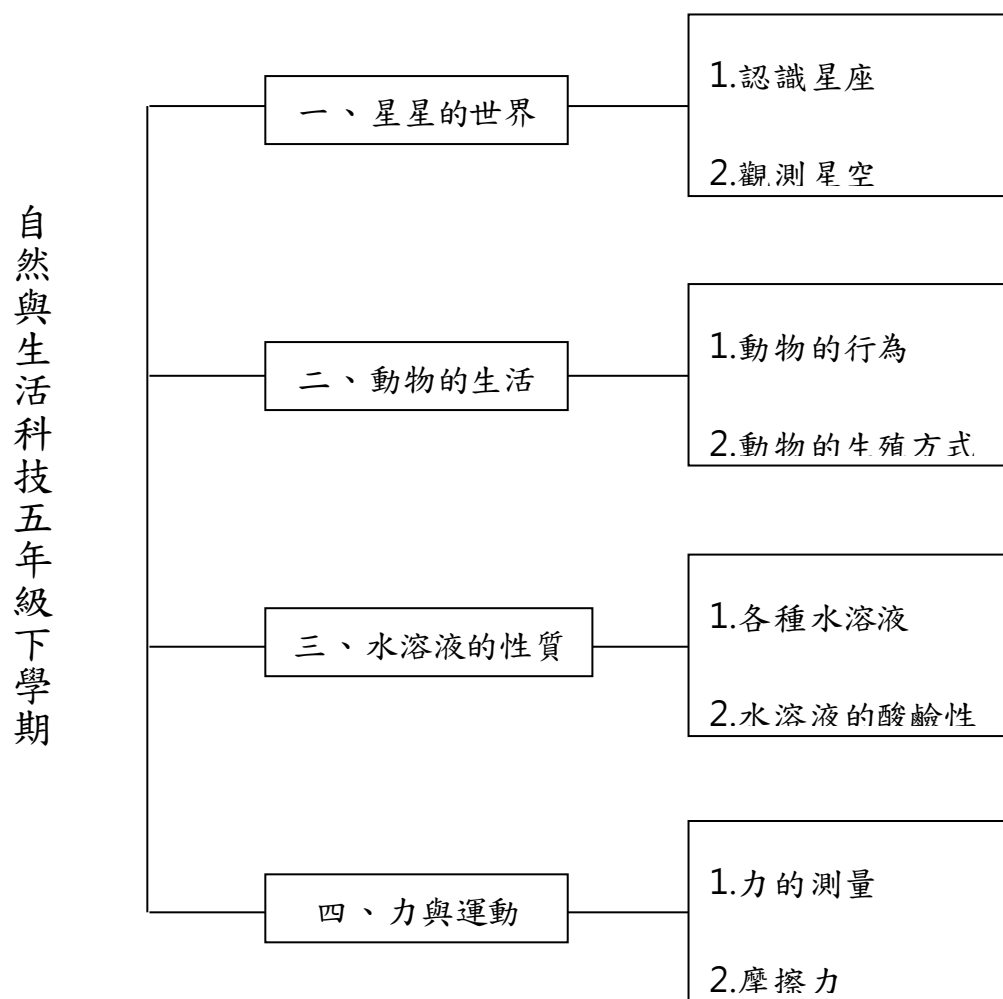 自然與生活科技五年級下學期
一、星星的世界
1.認識星座
2.觀測星空
二、動物的生活
1.動物的行為
2.動物的生殖方式
三、水溶液的性質
1.各種水溶液
2.水溶液的酸鹼性
四、力與運動
1.力的測量
2.摩擦力